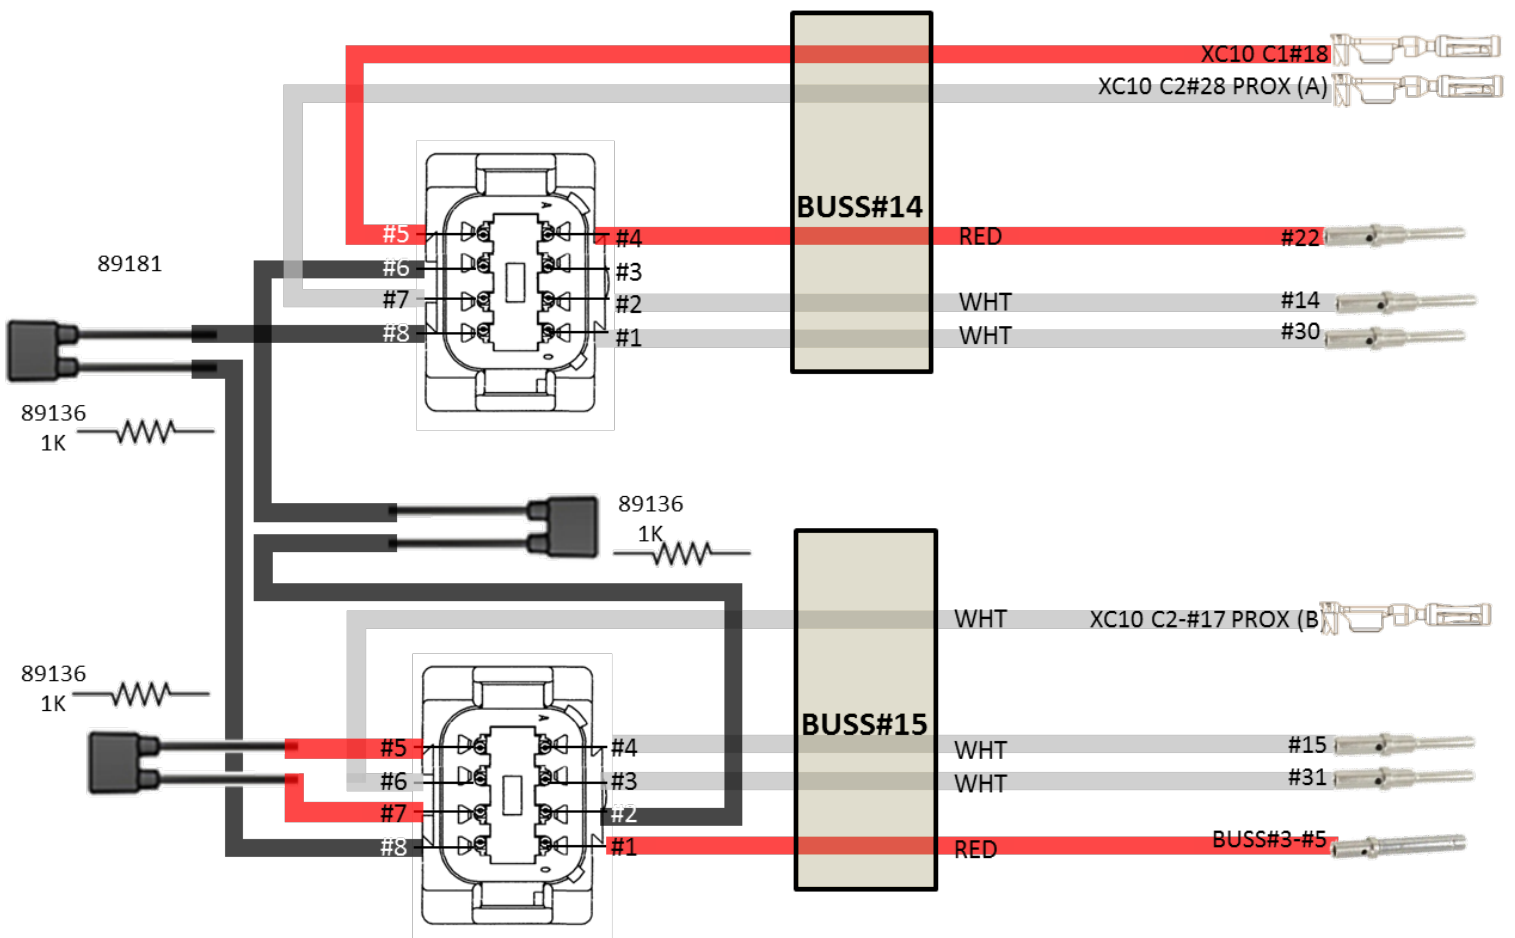 XC10 C1#18
XC10 C2#28 PROX (A)
BUSS#14
A
#5
#4
RED
#22
#6
#3
89181
#7
#2
WHT
#14
#8
#1
WHT
#30
O
89136
1K
89136
1K
WHT
XC10 C2-#17 PROX (B)
89136
1K
BUSS#15
A
#5
#4
WHT
#15
#6
#3
WHT
#31
#7
#2
#8
#1
RED
BUSS#3-#5
O